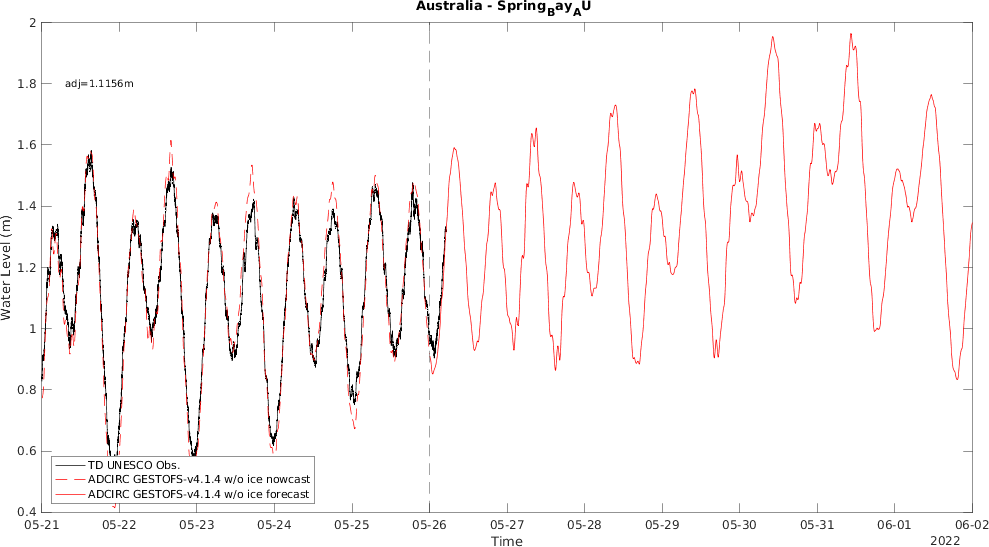 Australia - SpringBayAU
2
1.8
1.6
1.4
1.2
1
0.8
0.6
0.4
Water Level (m)
adj=1.1156m
TD UNESCO Obs.
ADCIRC GESTOFS-v4.1.4 w/o ice nowcast
ADCIRC GESTOFS-v4.1.4 w/o ice forecast
05-21 05-22 05-23 05-24 05-25 05-26 05-27 05-28 05-29 05-30 05-31 06-01 06-02
Time
2022